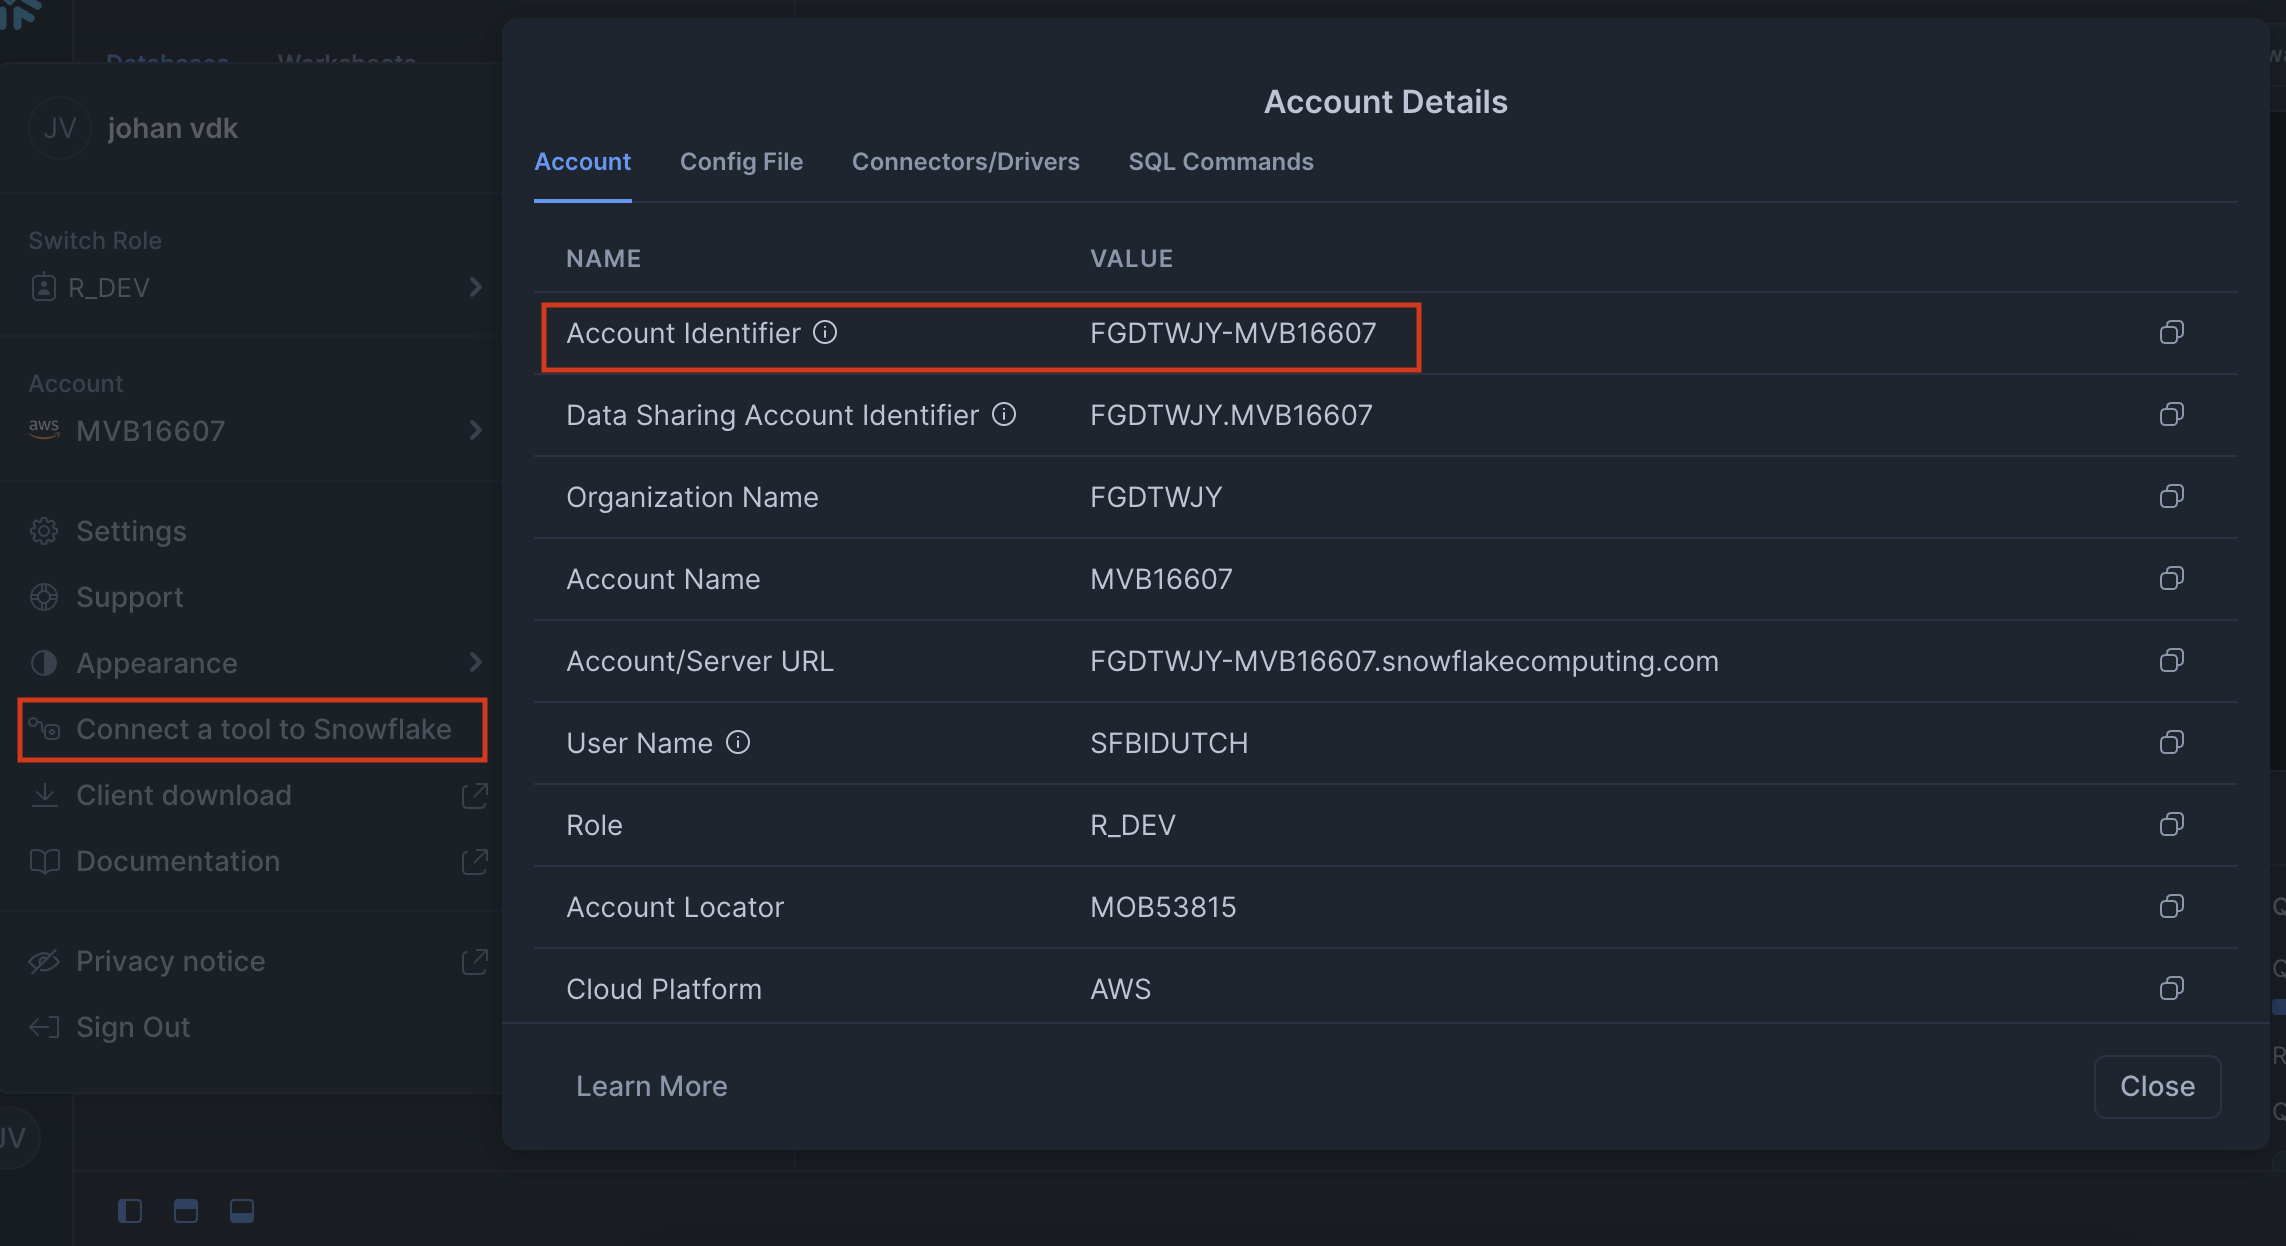 Databases Worksheets
JV johan vdk
Switch Role
R_DEV
Account
aws MVB16607
Settings
Support
Appearance
Connect a tool to Snowflake
Client download
Documentation
Privacy notice
Sign Out
JV
Account Details
Account Config File Connectors/Drivers SQL Commands
NAME VALUE
Account Identifier FGDTWJY-MVB16607
Data Sharing Account Identifier FGDTWJY.MVB16607
Organization Name FGDTWJY
Account Name MVB16607
Account/Server URL FGDTWJY-MVB16607.snowflakecomputing.com
User Name SFBIDUTCH
Role R_DEV
Account Locator MOB53815
Cloud Platform AWS
Learn More Close